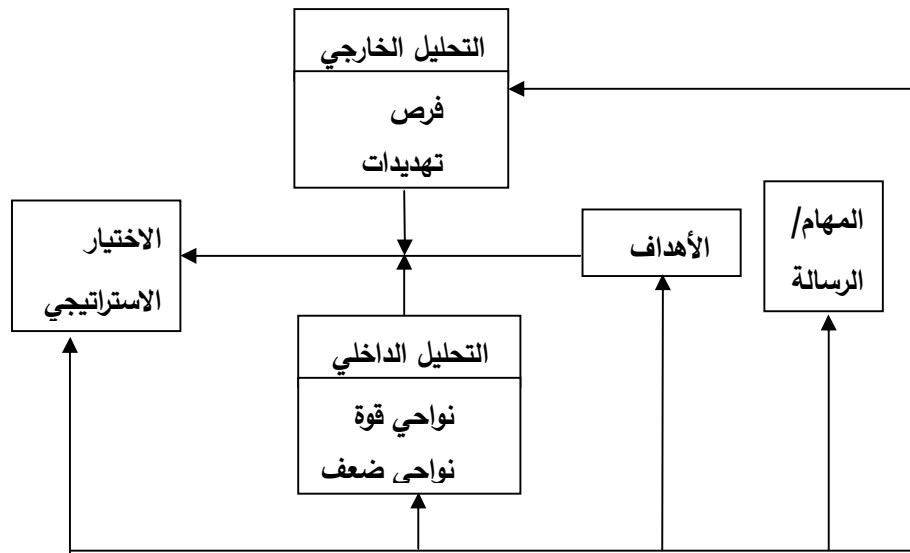 التحليل الخارجي
فرص
تهديدات
المهام/
الرسالة
الأهداف
الاختيار
الاستراتيجي
التحليل الداخلي
نواحي قوة
نواحي ضعف